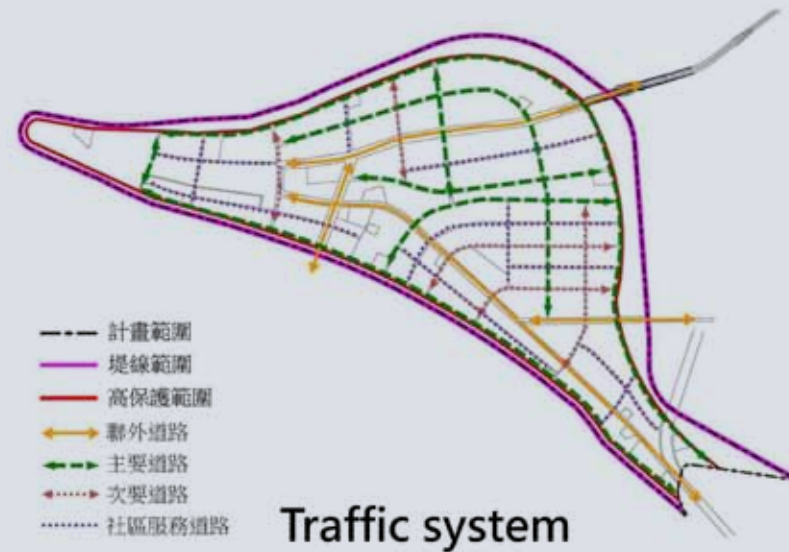 計畫範圍
堤線範圍
高保護範圍
聯外道路
主要道路
次要道路
社區服務道路
Traffic system